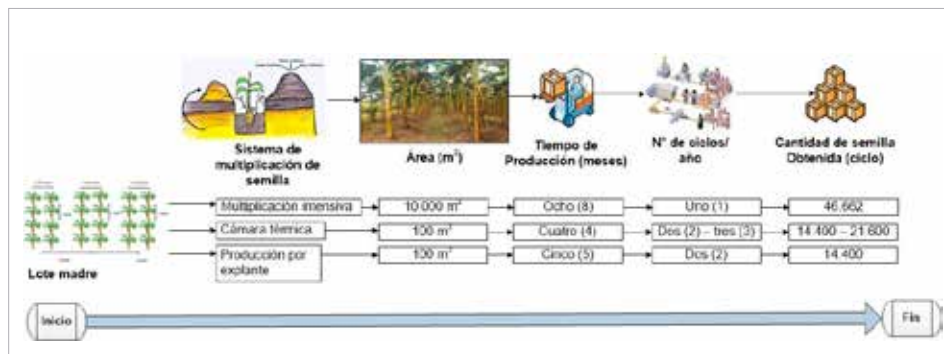 Sistema de
multiplicación de
semilla
Área (m²)
Tiempo de
Producción (meses)
N° de ciclos/
año
Cantidad de semilla
Obtenida (ciclo)
Multiplicación intensiva
10 000 m²
Ocho (8)
Uno (1)
46.662
Cámara térmica
100 m²
Cuatro (4)
Dos (2) – tres (3)
14.400 – 21.600
Producción por
explante
100 m²
Cinco (5)
Dos (2)
14.400
Lote madre
Inicio
Fin